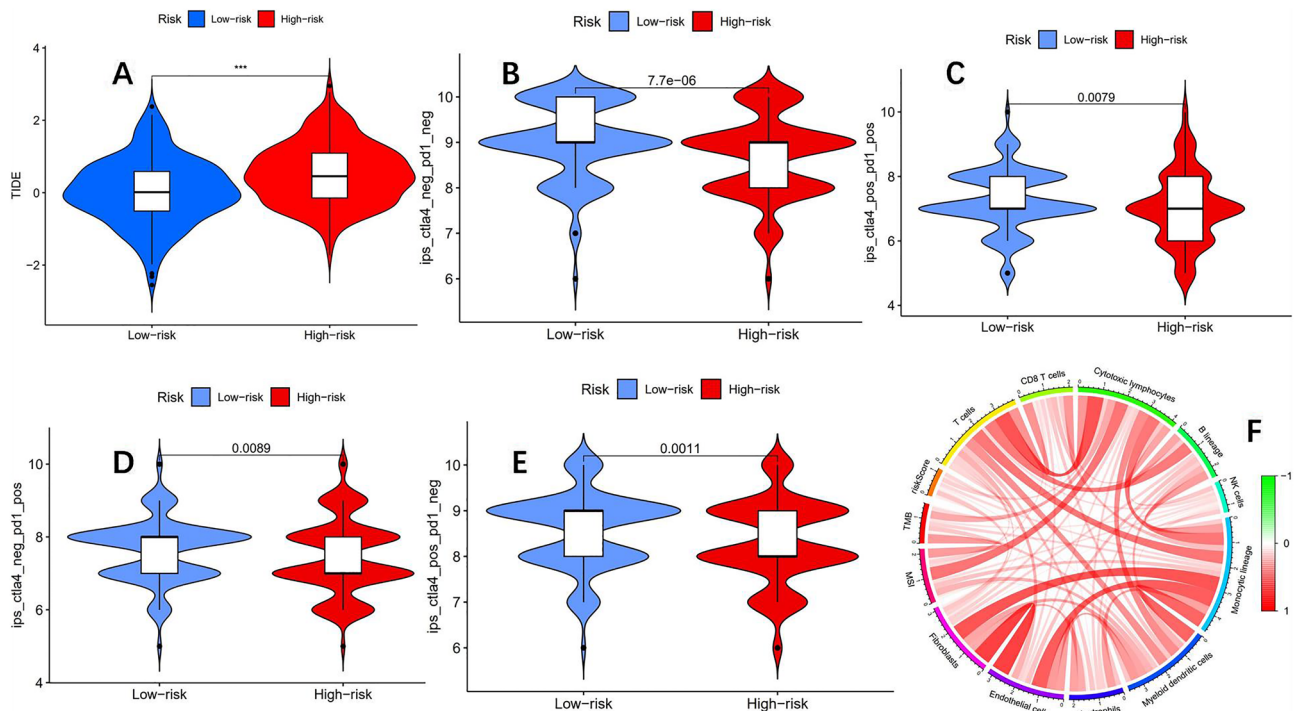 Risk Low−risk High−risk
A
***
TIDE
4
2
0
−2
Low−risk High−risk
Risk Low−risk High−risk
B
7.7e−06
ips_ctla4_neg_pd1_neg
10
9
8
7
6
Low−risk High−risk
Risk Low−risk High−risk
C
0.0079
ips_ctla4_pos_pd1_pos
10
8
6
4
Low−risk High−risk
Risk Low−risk High−risk
D
0.0089
ips_ctla4_neg_pd1_pos
10
8
6
4
Low−risk High−risk
Risk Low−risk High−risk
E
0.0011
ips_ctla4_pos_pd1_neg
10
9
8
7
6
Low−risk High−risk
F
CD8 T cells
Cytotoxic lymphocytes
B lineage
NK cells
Monocytic lineage
Myeloid dendritic cells
Endothelial
Fibroblasts
MSI
TMB
riskScore
T cells
−1
0
1